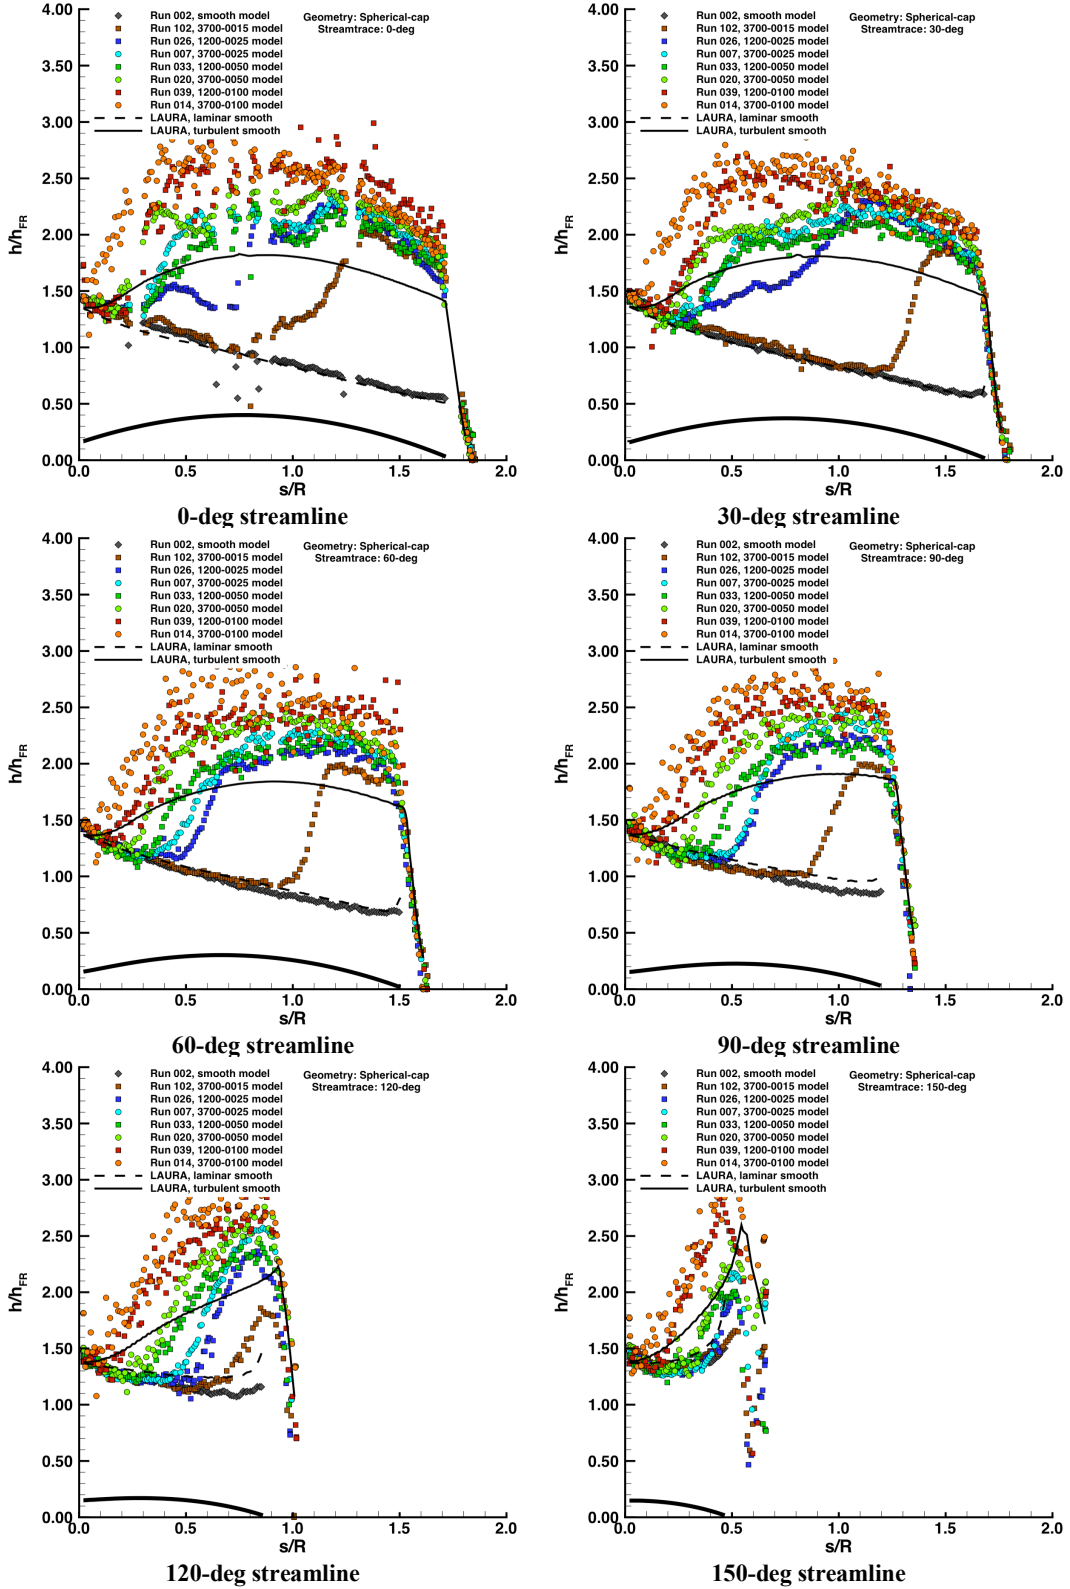 4.00
3.50
3.00
2.50
2.00
1.50
1.00
0.50
0.00
h/hFR
Run 002, smooth model
Run 102, 3700-0015 model
Run 026, 1200-0025 model
Run 007, 3700-0025 model
Run 033, 1200-0050 model
Run 020, 3700-0050 model
Run 039, 1200-0100 model
Run 014, 3700-0100 model
LAURA, laminar smooth
LAURA, turbulent smooth
Geometry: Spherical-cap
Streamtrace: 0-deg
0.0 0.5 1.0 1.5 2.0
s/R
0-deg streamline
4.00
3.50
3.00
2.50
2.00
1.50
1.00
0.50
0.00
h/hFR
Run 002, smooth model
Run 102, 3700-0015 model
Run 026, 1200-0025 model
Run 007, 3700-0025 model
Run 033, 1200-0050 model
Run 020, 3700-0050 model
Run 039, 1200-0100 model
Run 014, 3700-0100 model
LAURA, laminar smooth
LAURA, turbulent smooth
Geometry: Spherical-cap
Streamtrace: 30-deg
0.0 0.5 1.0 1.5 2.0
s/R
30-deg streamline
4.00
3.50
3.00
2.50
2.00
1.50
1.00
0.50
0.00
h/hFR
Run 002, smooth model
Run 102, 3700-0015 model
Run 026, 1200-0025 model
Run 007, 3700-0025 model
Run 033, 1200-0050 model
Run 020, 3700-0050 model
Run 039, 1200-0100 model
Run 014, 3700-0100 model
LAURA, laminar smooth
LAURA, turbulent smooth
Geometry: Spherical-cap
Streamtrace: 60-deg
0.0 0.5 1.0 1.5 2.0
s/R
60-deg streamline
4.00
3.50
3.00
2.50
2.00
1.50
1.00
0.50
0.00
h/hFR
Run 002, smooth model
Run 102, 3700-0015 model
Run 026, 1200-0025 model
Run 007, 3700-0025 model
Run 033, 1200-0050 model
Run 020, 3700-0050 model
Run 039, 1200-0100 model
Run 014, 3700-0100 model
LAURA, laminar smooth
LAURA, turbulent smooth
Geometry: Spherical-cap
Streamtrace: 90-deg
0.0 0.5 1.0 1.5 2.0
s/R
90-deg streamline
4.00
3.50
3.00
2.50
2.00
1.50
1.00
0.50
0.00
h/hFR
Run 002, smooth model
Run 102, 3700-0015 model
Run 026, 1200-0025 model
Run 007, 3700-0025 model
Run 033, 1200-0050 model
Run 020, 3700-0050 model
Run 039, 1200-0100 model
Run 014, 3700-0100 model
LAURA, laminar smooth
LAURA, turbulent smooth
Geometry: Spherical-cap
Streamtrace: 120-deg
0.0 0.5 1.0 1.5 2.0
s/R
120-deg streamline
4.00
3.50
3.00
2.50
2.00
1.50
1.00
0.50
0.00
h/hFR
Run 002, smooth model
Run 102, 3700-0015 model
Run 026, 1200-0025 model
Run 007, 3700-0025 model
Run 033, 1200-0050 model
Run 020, 3700-0050 model
Run 039, 1200-0100 model
Run 014, 3700-0100 model
LAURA, laminar smooth
LAURA, turbulent smooth
Geometry: Spherical-cap
Streamtrace: 150-deg
0.0 0.5 1.0 1.5 2.0
s/R
150-deg streamline